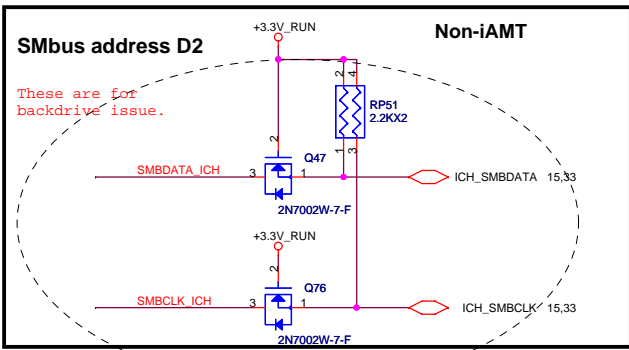 +3.3V_RUN
Non-iAMT
SMbus address D2
These are for
backdrive issue.
2 4
RP51
2.2KX2
2
1 3
Q47
SMBDATA_ICH
3 1
ICH_SMBDATA 15,33
2N7002W-7-F
+3.3V_RUN
2
Q76
SMBCLK_ICH
3 1
ICH_SMBCLK 15,33
2N7002W-7-F